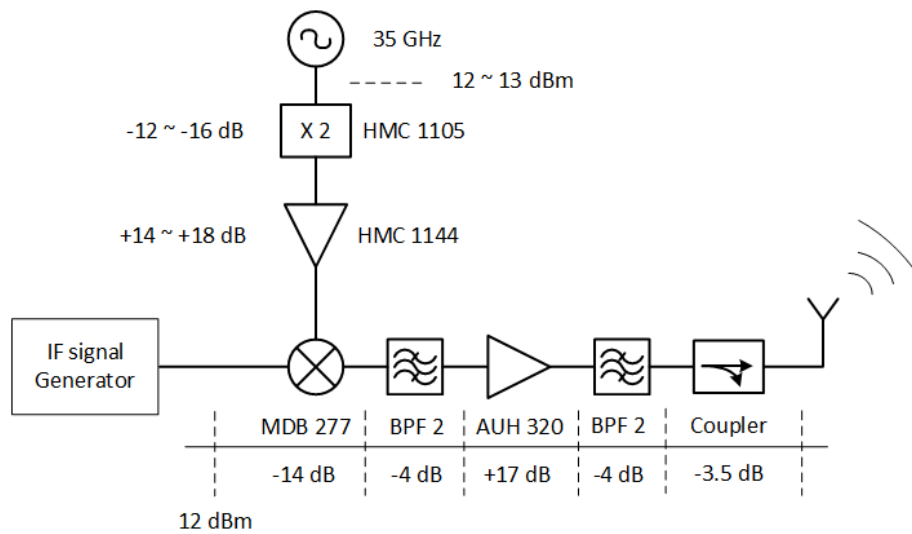 35 GHz
12 ~ 13 dBm
-12 ~ -16 dB
X 2
HMC 1105
+14 ~ +18 dB
HMC 1144
IF signal
Generator
MDB 277
BPF 2
AUH 320
BPF 2
Coupler
-14 dB
-4 dB
+17 dB
-4 dB
-3.5 dB
12 dBm